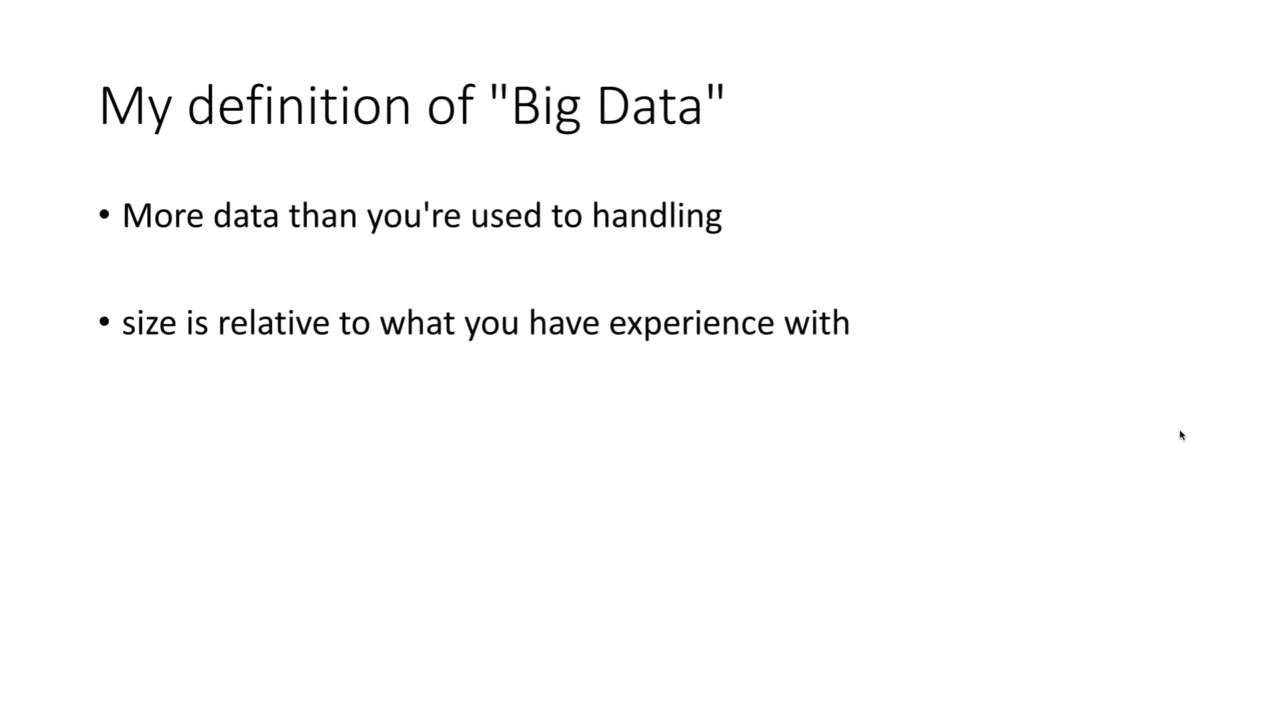 My definition of "Big Data"
• More data than you're used to handling
• size is relative to what you have experience with